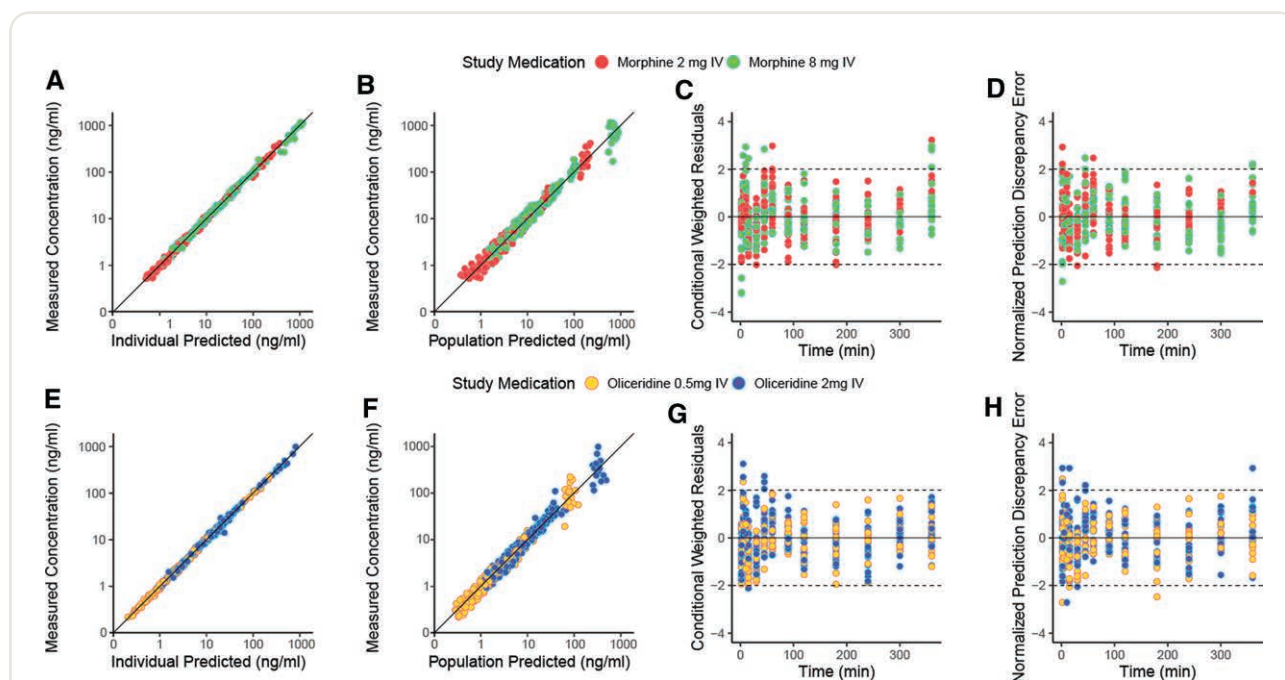 Study Medication Morphine 2 mg IV Morphine 8 mg IV
A
B
C
D
Measured Concentration (ng/ml)
1000
100
10
1
0
0 1 10 100 1000
Individual Predicted (ng/ml)
Measured Concentration (ng/ml)
1000
100
10
1
0
0 1 10 100 1000
Population Predicted (ng/ml)
Conditional Weighted Residuals
4
2
0
−2
−4
0 100 200 300
Time (min)
Normalized Prediction Discrepancy Error
4
2
0
−2
−4
0 100 200 300
Time (min)
Study Medication Oliceridine 0.5mg IV Oliceridine 2mg IV
E
F
G
H
Measured Concentration (ng/ml)
1000
100
10
1
0
0 1 10 100 1000
Individual Predicted (ng/ml)
Measured Concentration (ng/ml)
1000
100
10
1
0
0 1 10 100 1000
Population Predicted (ng/ml)
Conditional Weighted Residuals
4
2
0
−2
−4
0 100 200 300
Time (min)
Normalized Prediction Discrepancy Error
4
2
0
−2
−4
0 100 200 300
Time (min)